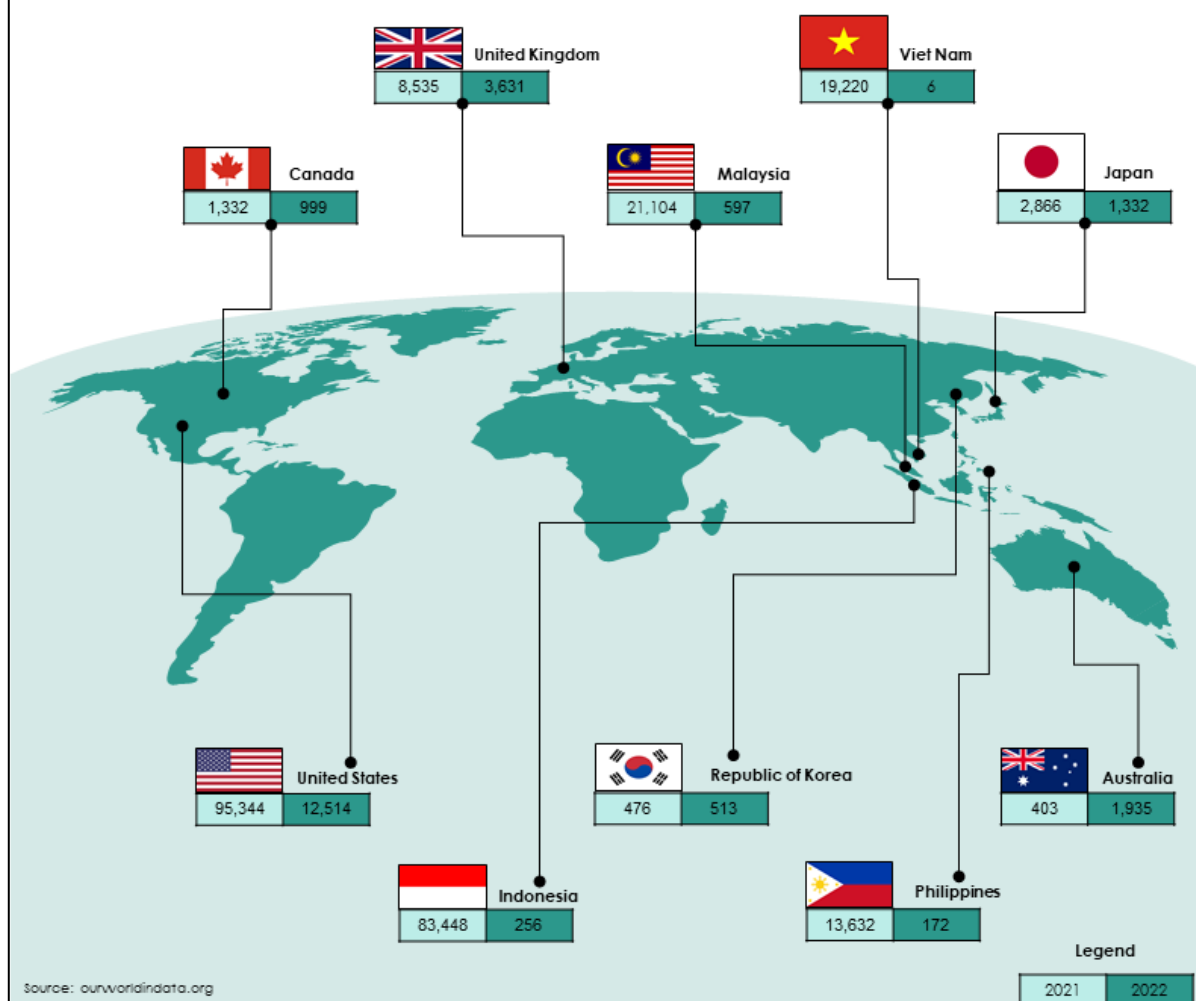 United Kingdom
8,535 3,631
Viet Nam
19,220 6
Canada
1,332 999
Malaysia
21,104 597
Japan
2,866 1,332
United States
95,344 12,514
Republic of Korea
476 513
Australia
403 1,935
Indonesia
83,448 256
Philippines
13,632 172
Legend
2021 2022
Source: ourworldindata.org